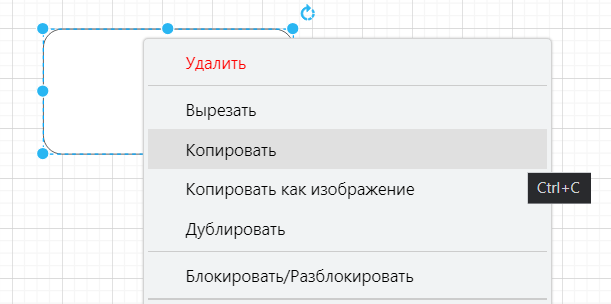 Удалить
Вырезать
Копировать
Копировать как изображение
Ctrl+C
Дублировать
Блокировать/Разблокировать